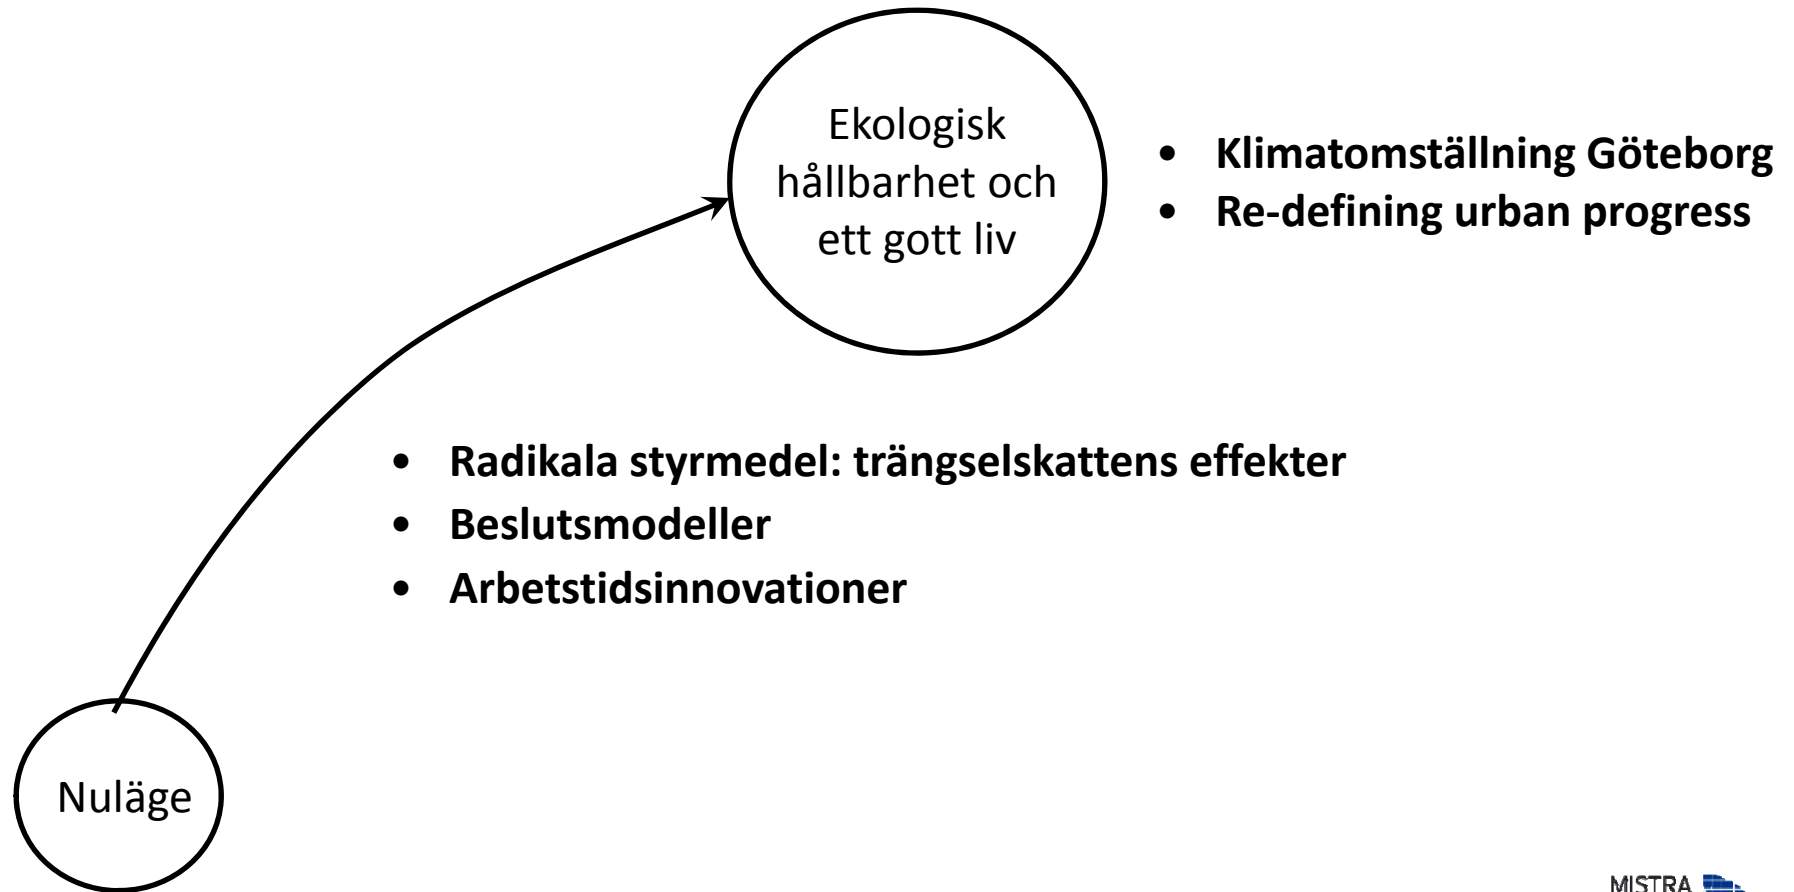 Ekologisk
hållbarhet och
ett gott liv
• Klimatomställning Göteborg
• Re-defining urban progress
• Radikala styrmedel: trängselskattens effekter
• Beslutsmodeller
• Arbetstidsinnovationer
Nuläge
MISTRA